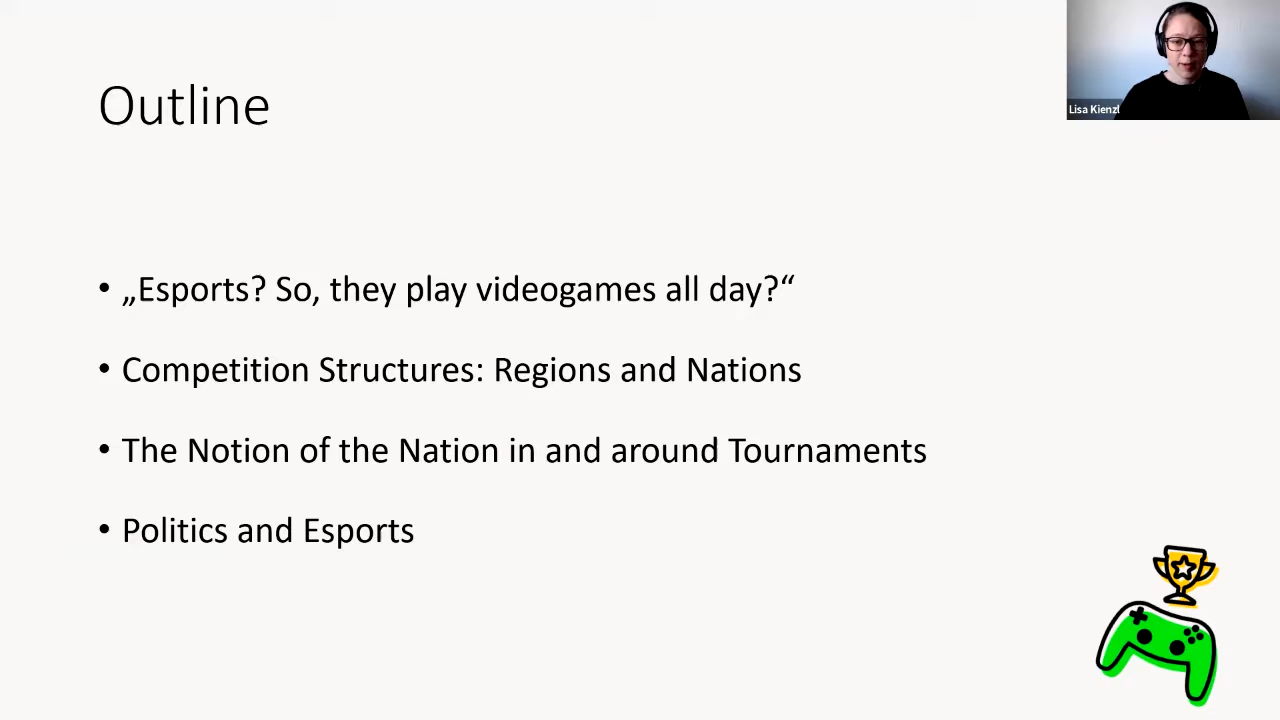 Outline
Lisa Kienzl
• „Esports? So, they play videogames all day?“
• Competition Structures: Regions and Nations
• The Notion of the Nation in and around Tournaments
• Politics and Esports